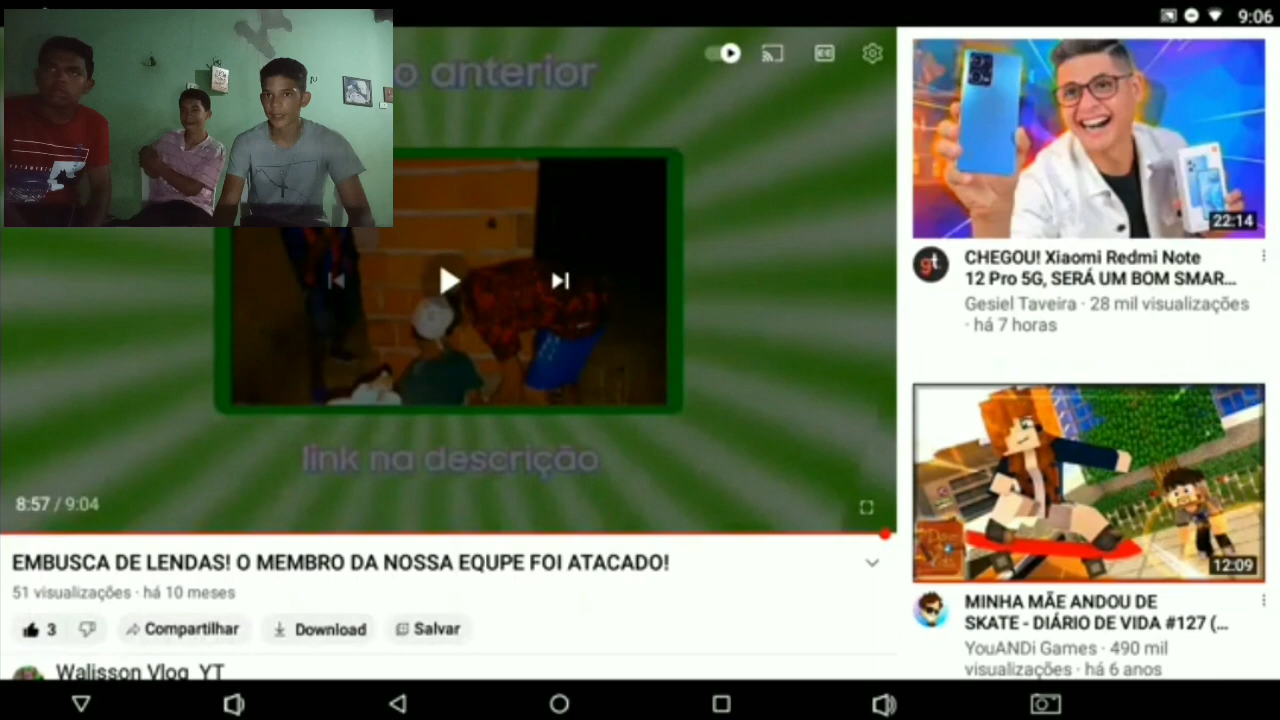 9:06
o anterior
link na descrição
8:57 / 9:04
EMBUSCA DE LENDAS! O MEMBRO DA NOSSA EQUPE FOI ATACADO!
51 visualizações · há 10 meses
3
Compartilhar
Download
Salvar
Walisson Vlog YT
22:14
gt
CHEGOU! Xiaomi Redmi Note
12 Pro 5G, SERÁ UM BOM SMAR...
Gesiel Taveira · 28 mil visualizações
· há 7 horas
12:09
MINHA MÃE ANDOU DE
SKATE - DIÁRIO DE VIDA #127 (...
YouANDi Games · 490 mil
visualizações · há 6 anos